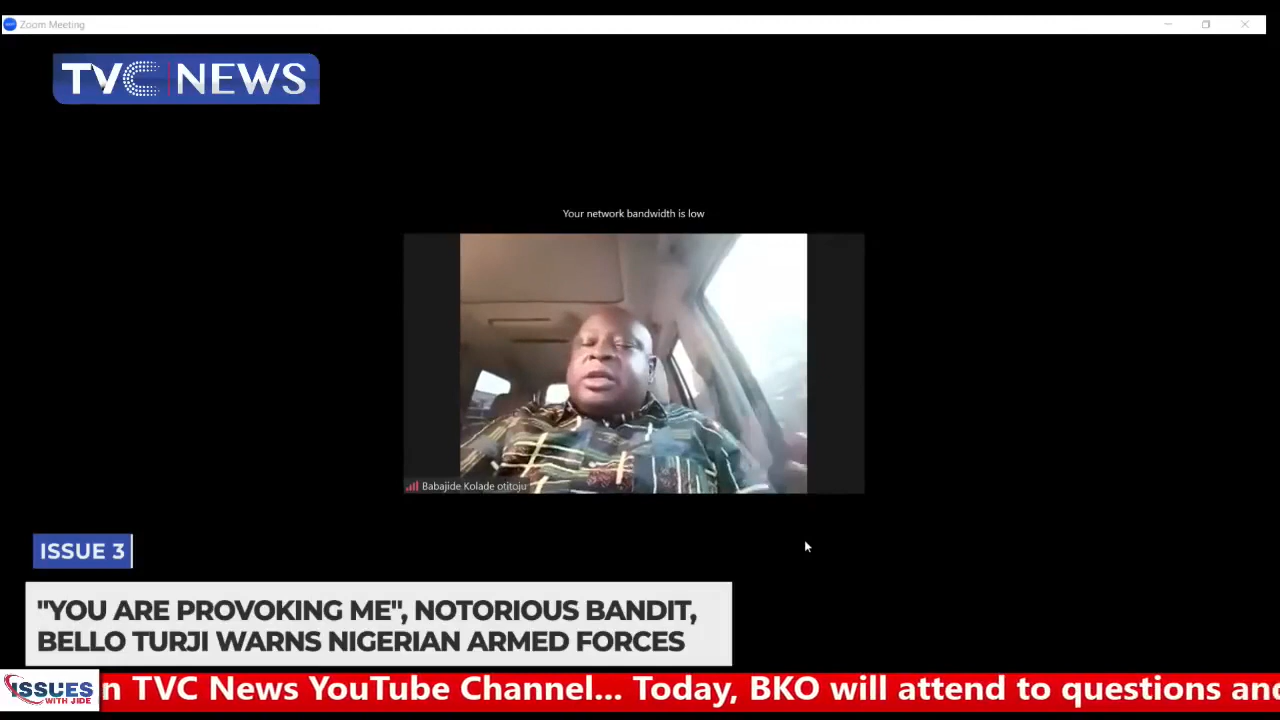 Zoom Meeting
TVC NEWS
Your network bandwidth is low
Babajide Kolade otitoju
ISSUE 3
"YOU ARE PROVOKING ME", NOTORIOUS BANDIT,
BELLO TURJI WARNS NIGERIAN ARMED FORCES
ISSUES
WITH JIDE
n TVC News YouTube Channel... Today, BKO will attend to questions and